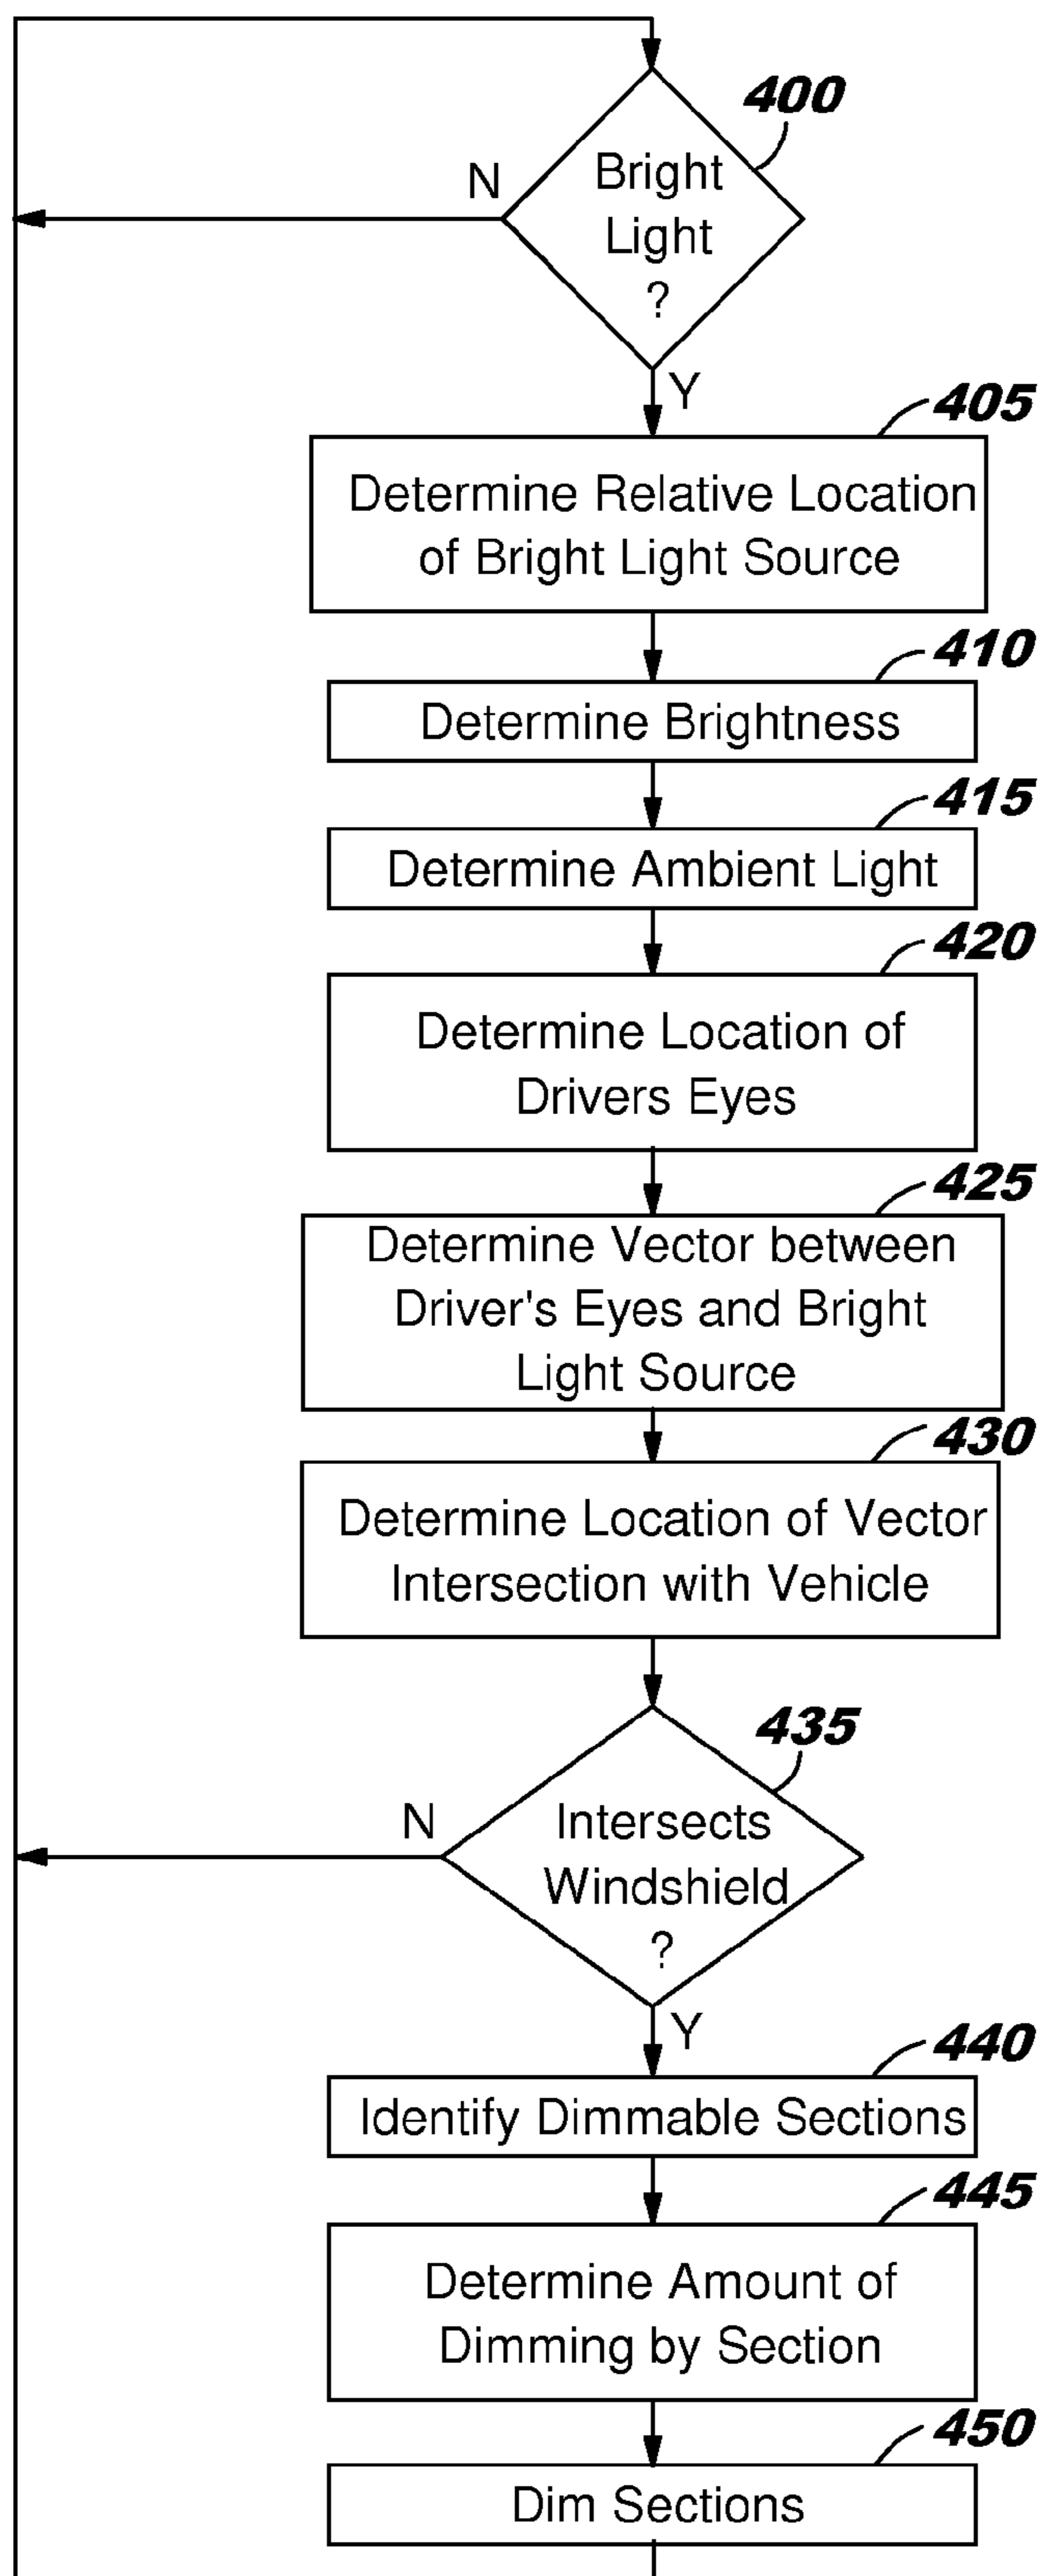 400
Bright
N
Light
?
Y
405
Determine Relative Location
of Bright Light Source
410
Determine Brightness
415
Determine Ambient Light
420
Determine Location of
Drivers Eyes
425
Determine Vector between
Driver's Eyes and Bright
Light Source
430
Determine Location of Vector
Intersection with Vehicle
435
N
Intersects
Windshield
?
Y
440
Identify Dimmable Sections
445
Determine Amount of
Dimming by Section
450
Dim Sections